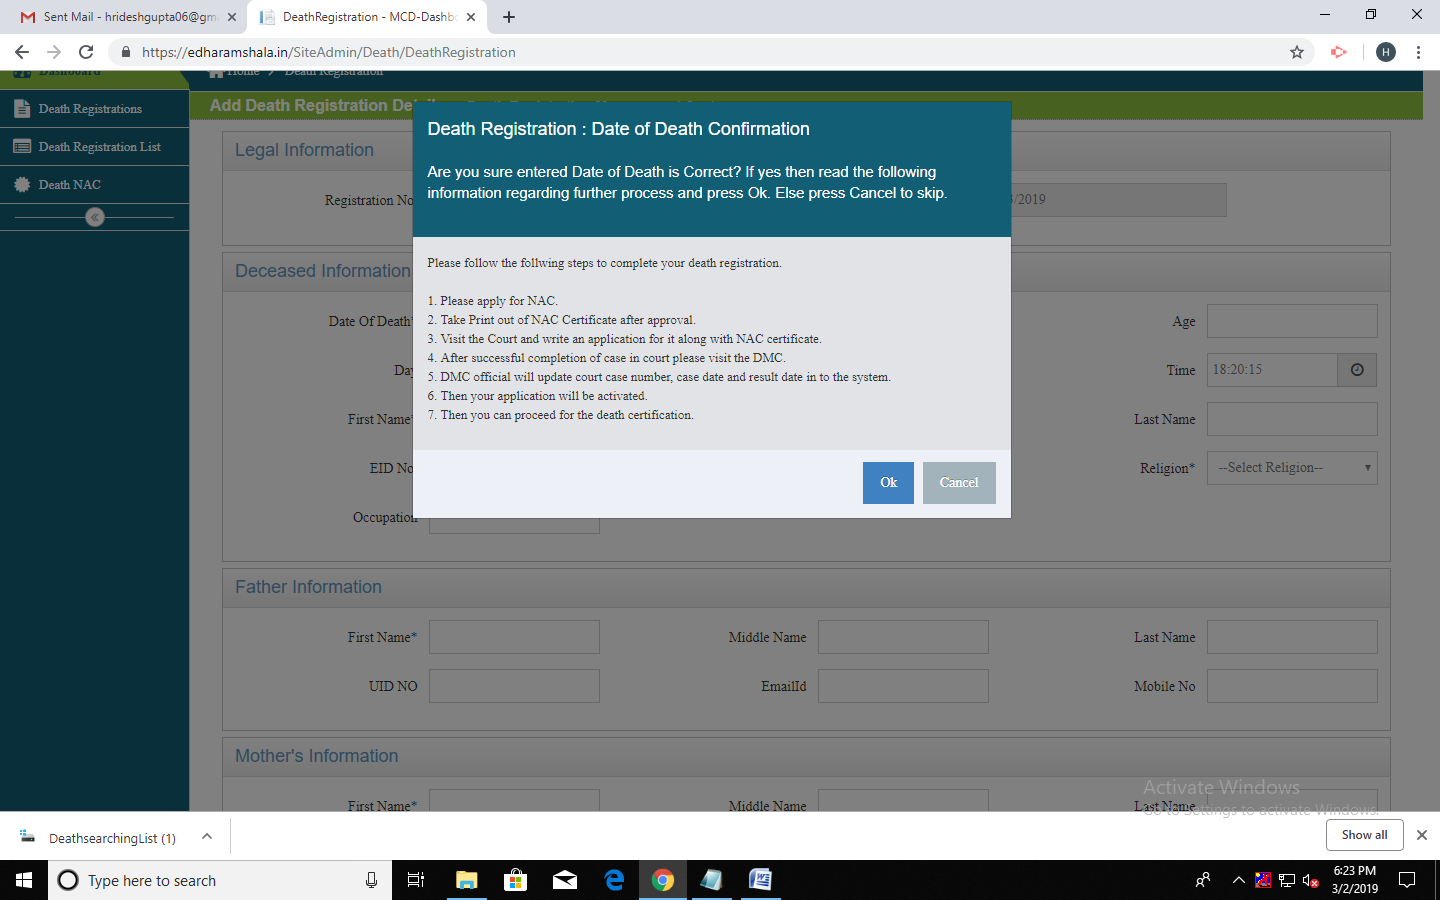 Sent Mail - hrideshgupta06@gm
DeathRegistration - MCD-Dashbo
https://edharamshala.in/SiteAdmin/Death/DeathRegistration
H
Dashboard
Home > Death Registration
Death Registrations
Death Registration List
Death NAC
Add Death Registration De
Legal Information
Registration No
/2019
Death Registration : Date of Death Confirmation
Are you sure entered Date of Death is Correct? If yes then read the following
information regarding further process and press Ok. Else press Cancel to skip.
Please follow the follwing steps to complete your death registration.
1. Please apply for NAC.
2. Take Print out of NAC Certificate after approval.
3. Visit the Court and write an application for it along with NAC certificate.
4. After successful completion of case in court please visit the DMC.
5. DMC official will update court case number, case date and result date in to the system.
6. Then your application will be activated.
7. Then you can proceed for the death certification.
Ok
Cancel
Deceased Information
Date Of Death
Age
Day
Time
18:20:15
First Name
Last Name
EID No
Religion*
--Select Religion--
Occupation
Father Information
First Name*
Middle Name
Last Name
UID NO
EmailId
Mobile No
Mother's Information
First Name*
Middle Name
Last Name
Activate Windows
Go to Settings to activate Windows.
DeathsearchingList (1)
Show all
Type here to search
6:23 PM
3/2/2019